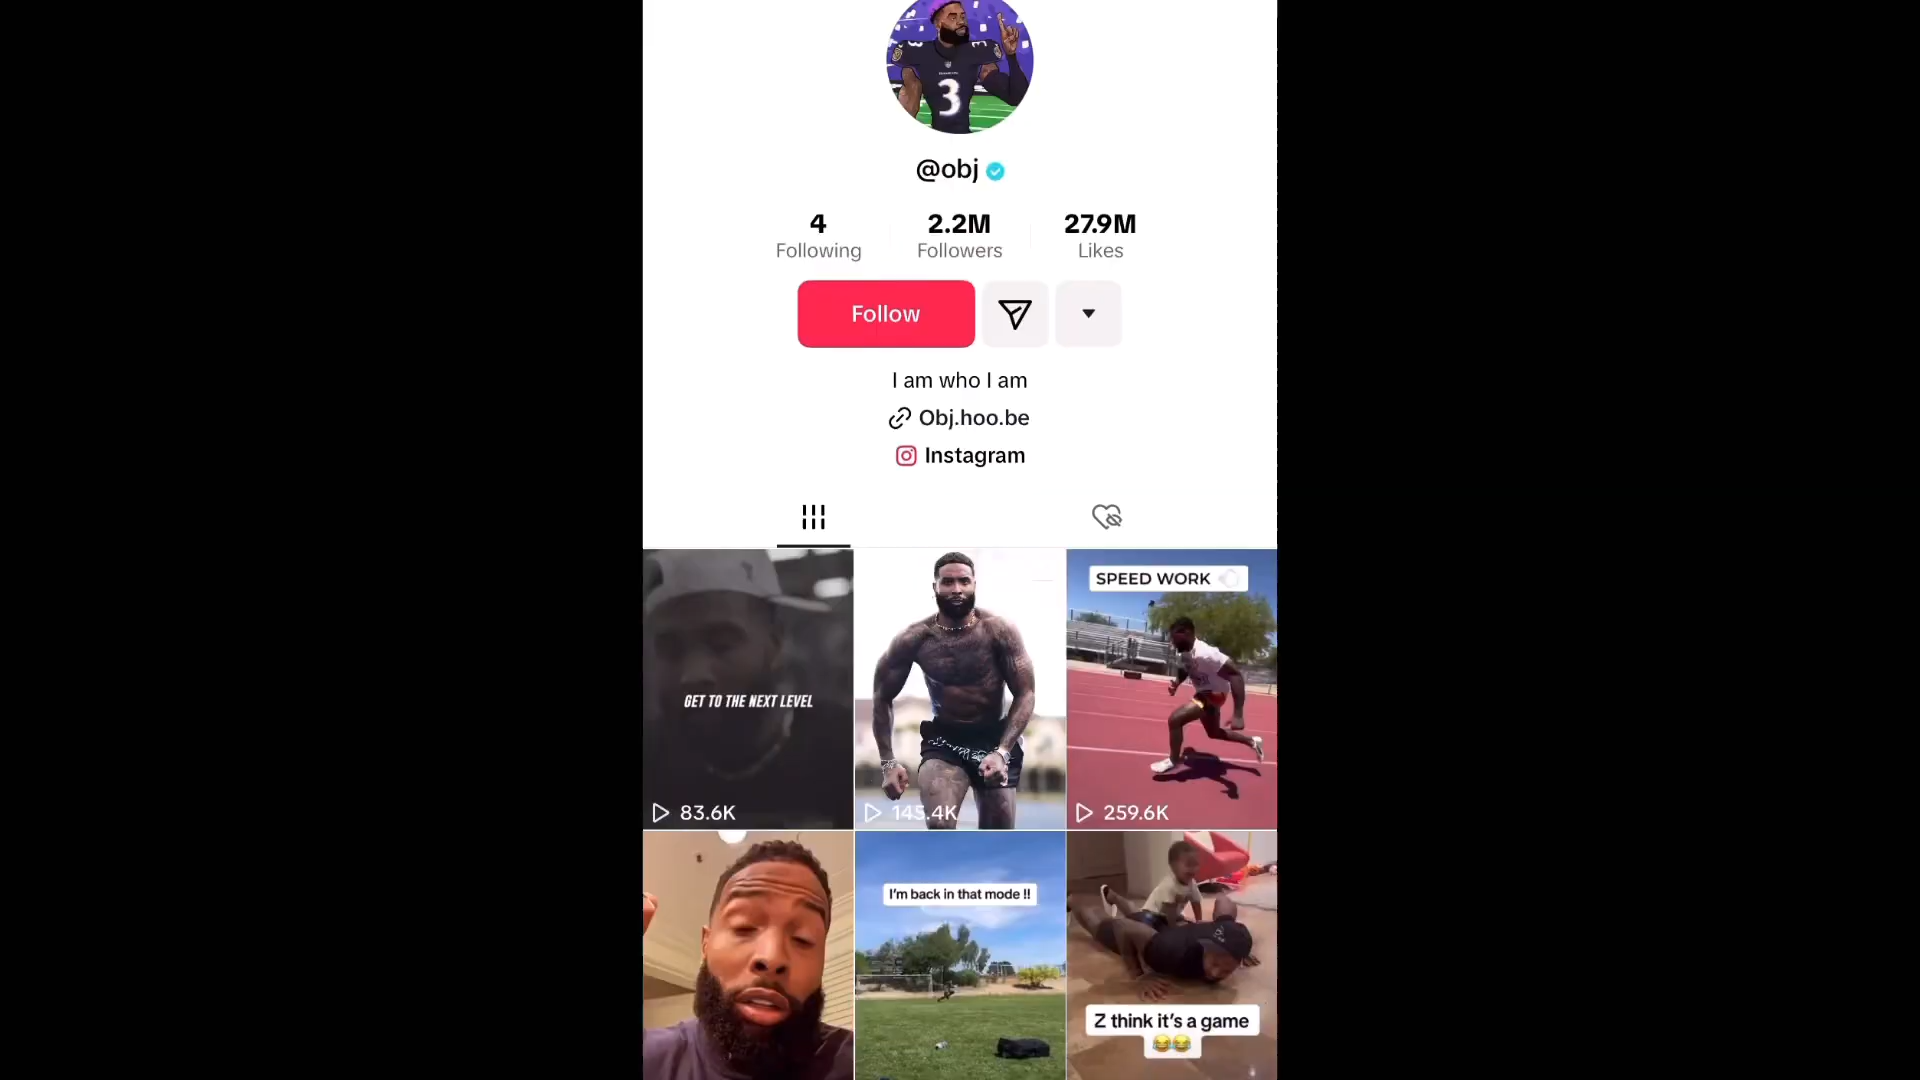 3
@obj
4
2.2M
27.9M
Following
Followers
Likes
Follow
I am who I am
Obj.hoo.be
Instagram
SPEED WORK
GET TO THE NEXT LEVEL
83.6K
145.4K
259.6K
I'm back in that mode !!
Z think it's a game